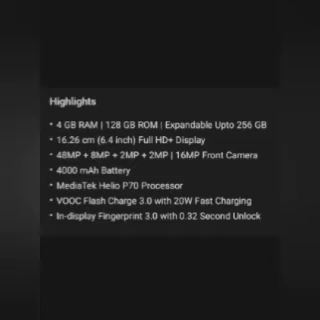 Highlights
• 4 GB RAM | 128 GB ROM | Expandable Upto 256 GB
• 16.26 cm (6.4 inch) Full HD+ Display
• 48MP + 8MP + 2MP + 2MP | 16MP Front Camera
• 4000 mAh Battery
• MediaTek Helio P70 Processor
• VOOC Flash Charge 3.0 with 20W Fast Charging
• In-display Fingerprint 3.0 with 0.32 Second Unlock